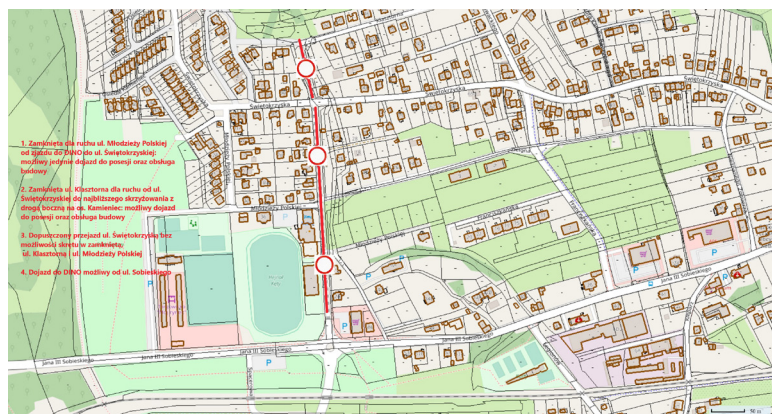 Klasztorna
Świętokrzyska
Świętokrzyska
Świętokrzyska
1. Zamknięta dla ruchu ul. Młodzieży Polskiej
od zjazdu do DINO do ul. Świętokrzyskiej:
możliwy jedynie dojazd do posesji oraz obsługa
budowy
2. Zamknięta ul. Klasztorna dla ruchu od ul.
Świętokrzyskiej do najbliższego skrzyżowania z
drogą boczną na os. Kamieniec: możliwy dojazd
do posesji oraz obsługa budowy
Młodzieży Polskiej
Franciszkańska
3. Dopuszczony przejazd ul. Świętokrzyską bez
możliwości skrętu w zamkniętą:
ul. Klasztorną i ul. Młodzieży Polskiej
4. Dojazd do DINO możliwy od ul. Sobieskiego
P
P
P
P
P
P
P
Jana III Sobieskiego
Jana III Sobieskiego
Jana III Sobieskiego
50 m